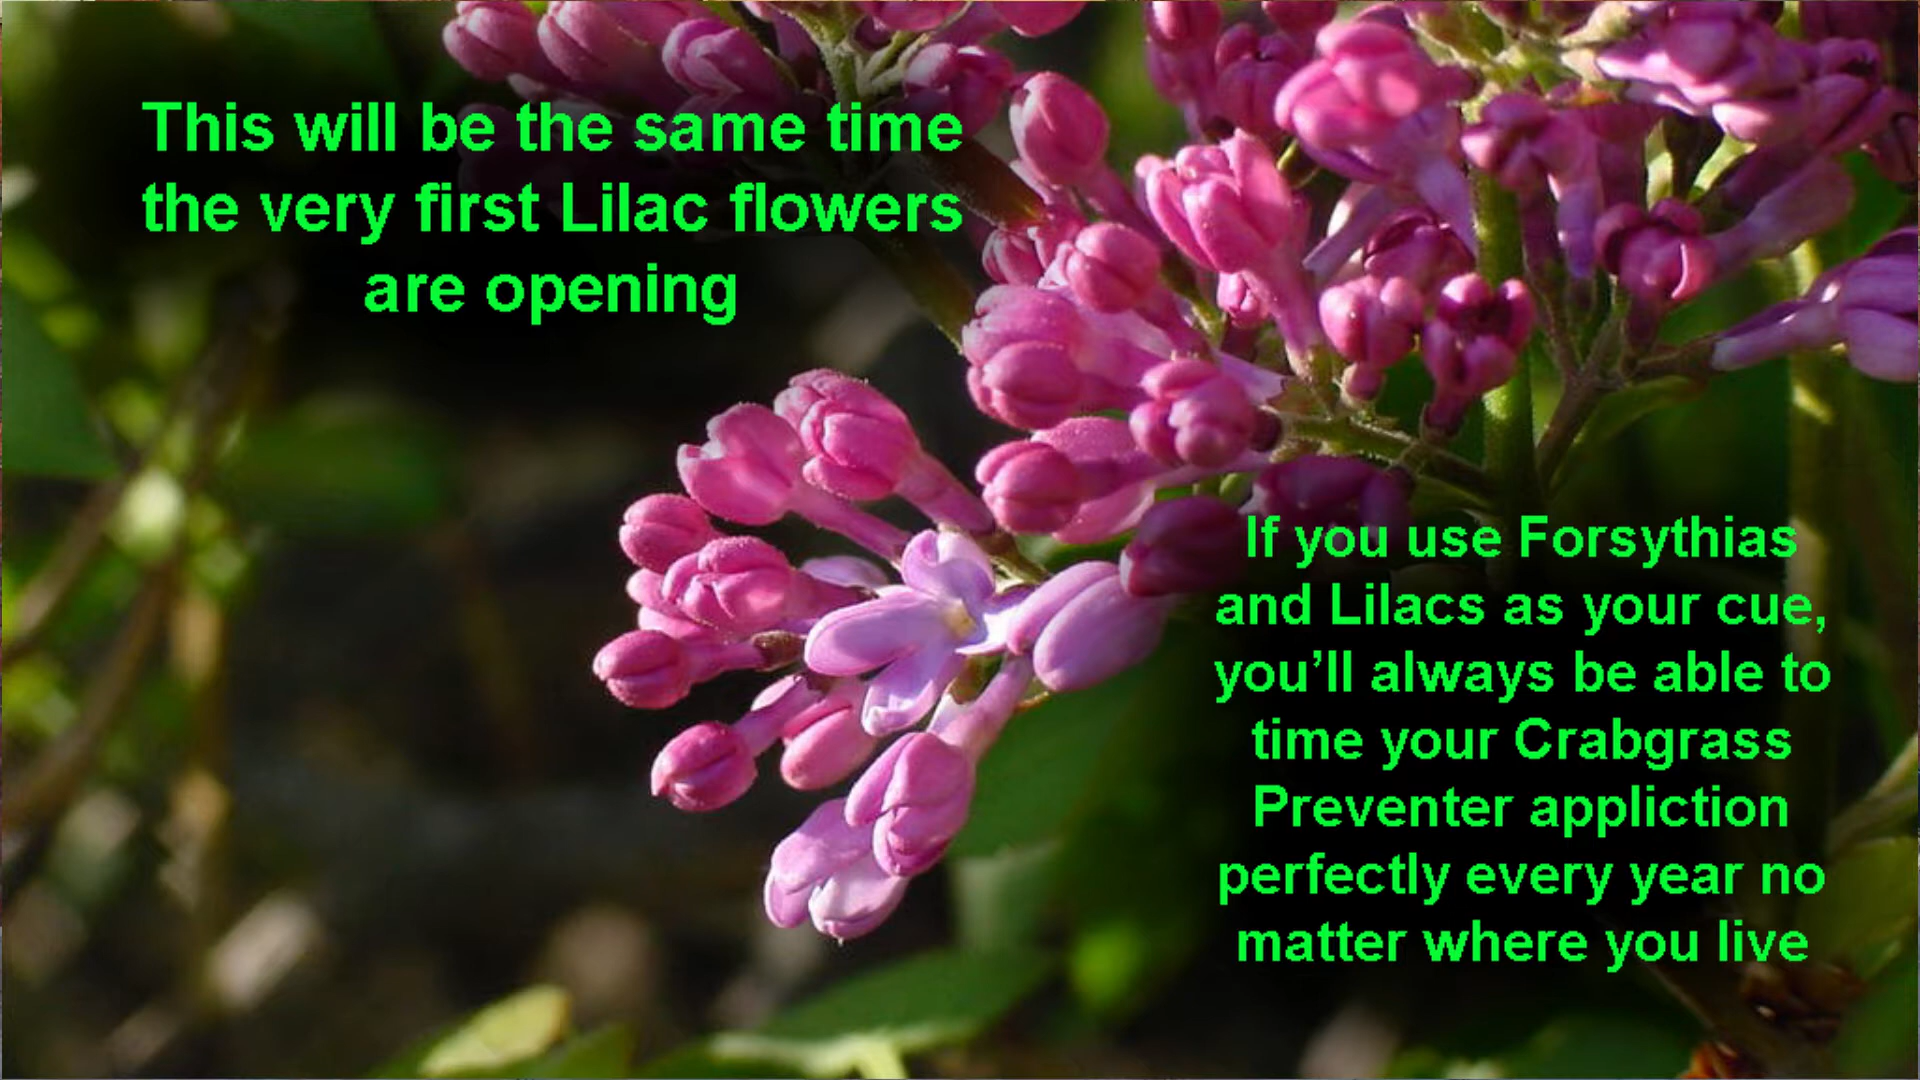 This will be the same time
the very first Lilac flowers
are opening
If you use Forsythias
and Lilacs as your cue,
you’ll always be able to
time your Crabgrass
Preventer appliction
perfectly every year no
matter where you live